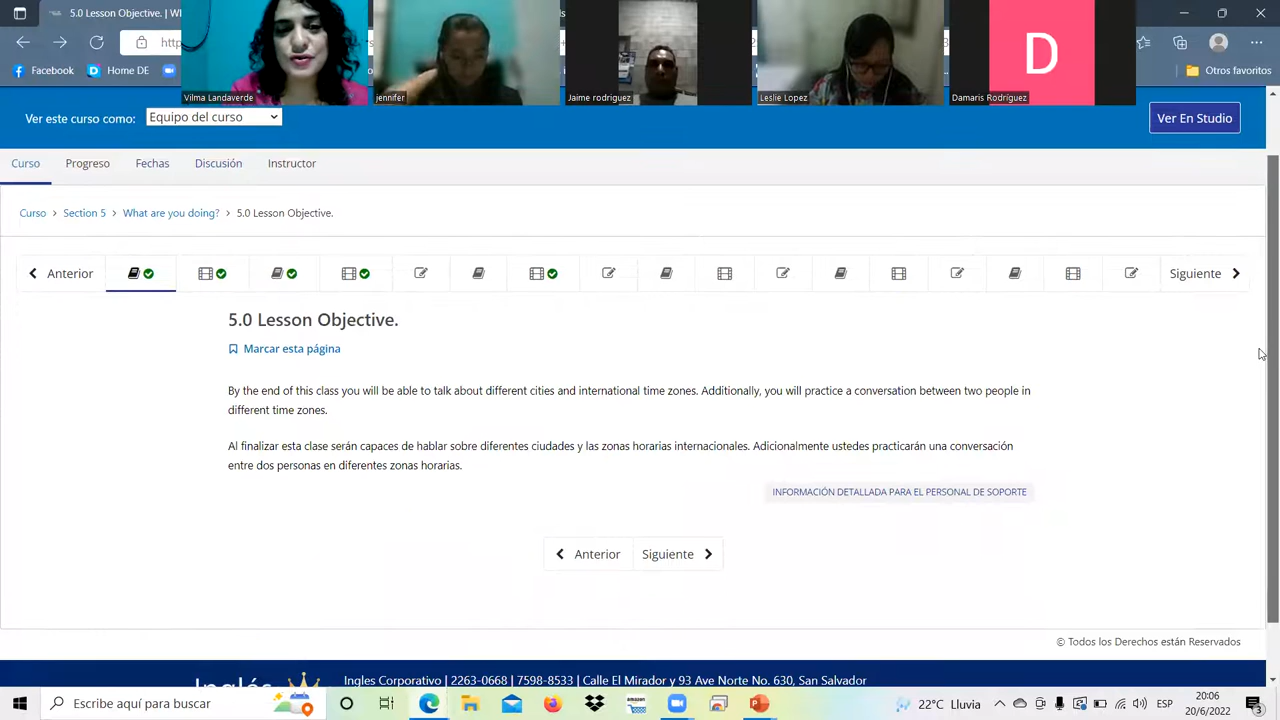 5.0 Lesson Objective. | W
Facebook
Home DE
Otros favoritos
Vilma Landaverde
jennifer
Jaime rodriguez
Leslie Lopez
D
Damaris Rodríguez
Ver este curso como:
Equipo del curso
Ver En Studio
Curso
Progreso
Fechas
Discusión
Instructor
Curso > Section 5 > What are you doing? > 5.0 Lesson Objective.
Anterior
Siguiente
5.0 Lesson Objective.
Marcar esta página
By the end of this class you will be able to talk about different cities and international time zones. Additionally, you will practice a conversation between two people in
different time zones.
Al finalizar esta clase serán capaces de hablar sobre diferentes ciudades y las zonas horarias internacionales. Adicionalmente ustedes practicarán una conversación
entre dos personas en diferentes zonas horarias.
INFORMACIÓN DETALLADA PARA EL PERSONAL DE SOPORTE
Anterior
Siguiente
© Todos los Derechos están Reservados
Inglés
Ingles Corporativo | 2263-0668 | 7598-8533 | Calle El Mirador y 93 Ave Norte No. 630, San Salvador
Escribe aquí para buscar
22°C Lluvia
ESP
20:06
20/6/2022
3